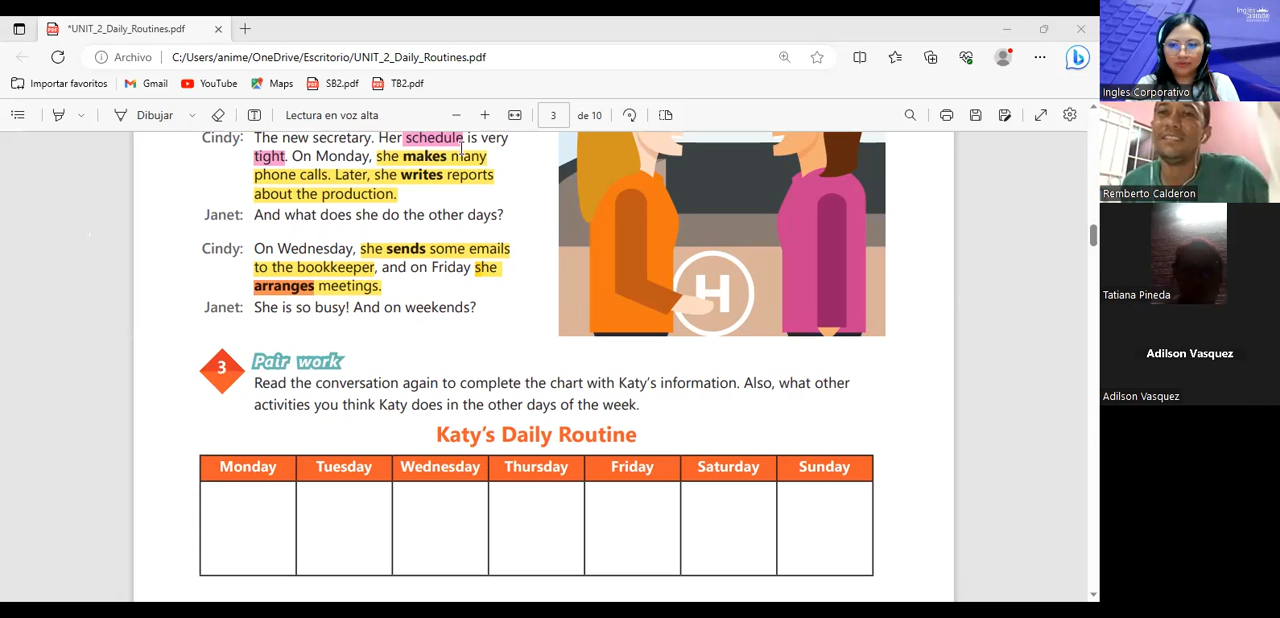 *UNIT_2_Daily_Routines.pdf
Archivo C:/Users/anime/OneDrive/Escritorio/UNIT_2_Daily_Routines.pdf
Importar favoritos Gmail YouTube Maps SB2.pdf TB2.pdf
Dibujar Lectura en voz alta 3 de 10
Cindy: The new secretary. Her schedule is very
tight. On Monday, she makes many
phone calls. Later, she writes reports
about the production.
Janet: And what does she do the other days?
Cindy: On Wednesday, she sends some emails
to the bookkeeper, and on Friday she
arranges meetings.
Janet: She is so busy! And on weekends?
H
3 Pair work
Read the conversation again to complete the chart with Katy's information. Also, what other
activities you think Katy does in the other days of the week.
Katy's Daily Routine
Monday Tuesday Wednesday Thursday Friday Saturday Sunday
Ingles Corporativo
Remberto Calderon
Tatiana Pineda
Adilson Vasquez
Adilson Vasquez